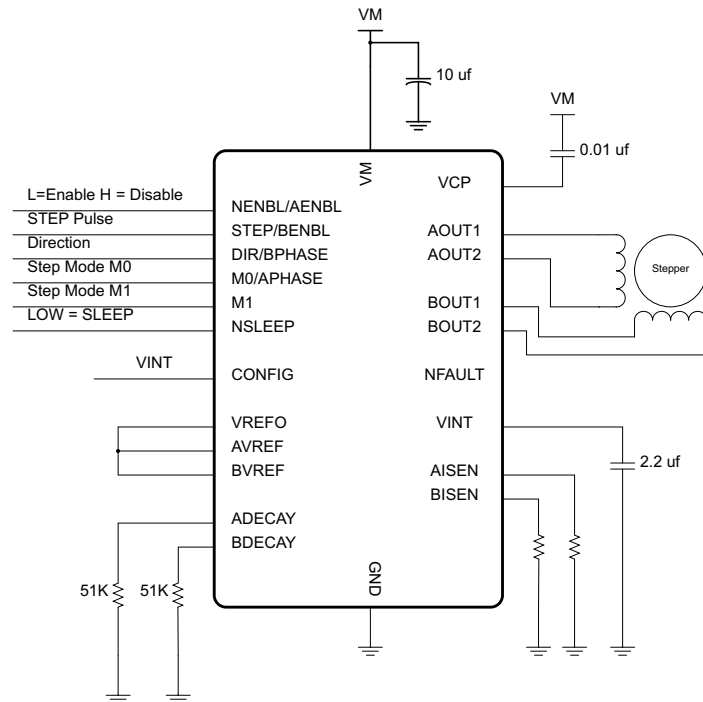 VM
10 uf
VM
0.01 uf
VM
VCP
L=Enable H = Disable
NENBL/AENBL
STEP Pulse
STEP/BENBL
AOUT1
Direction
DIR/BPHASE
AOUT2
Stepper
Step Mode M0
M0/APHASE
Step Mode M1
M1
BOUT1
LOW = SLEEP
NSLEEP
BOUT2
VINT
CONFIG
NFAULT
VREFO
VINT
AVREF
2.2 uf
BVREF
AISEN
BISEN
ADECAY
BDECAY
51K
51K
GND